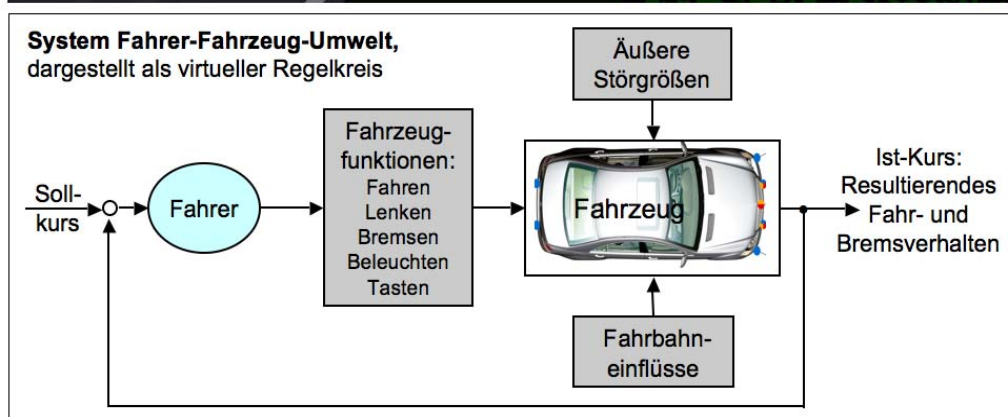 System Fahrer-Fahrzeug-Umwelt,
dargestellt als virtueller Regelkreis
Äußere
Störgrößen
Soll-
kurs
Fahrer
Fahrzeug-
funktionen:
Fahren
Lenken
Bremsen
Beleuchten
Tasten
Fahrzeug
Ist-Kurs:
Resultierendes
Fahr- und
Bremsverhalten
Fahrbahn-
einflüsse